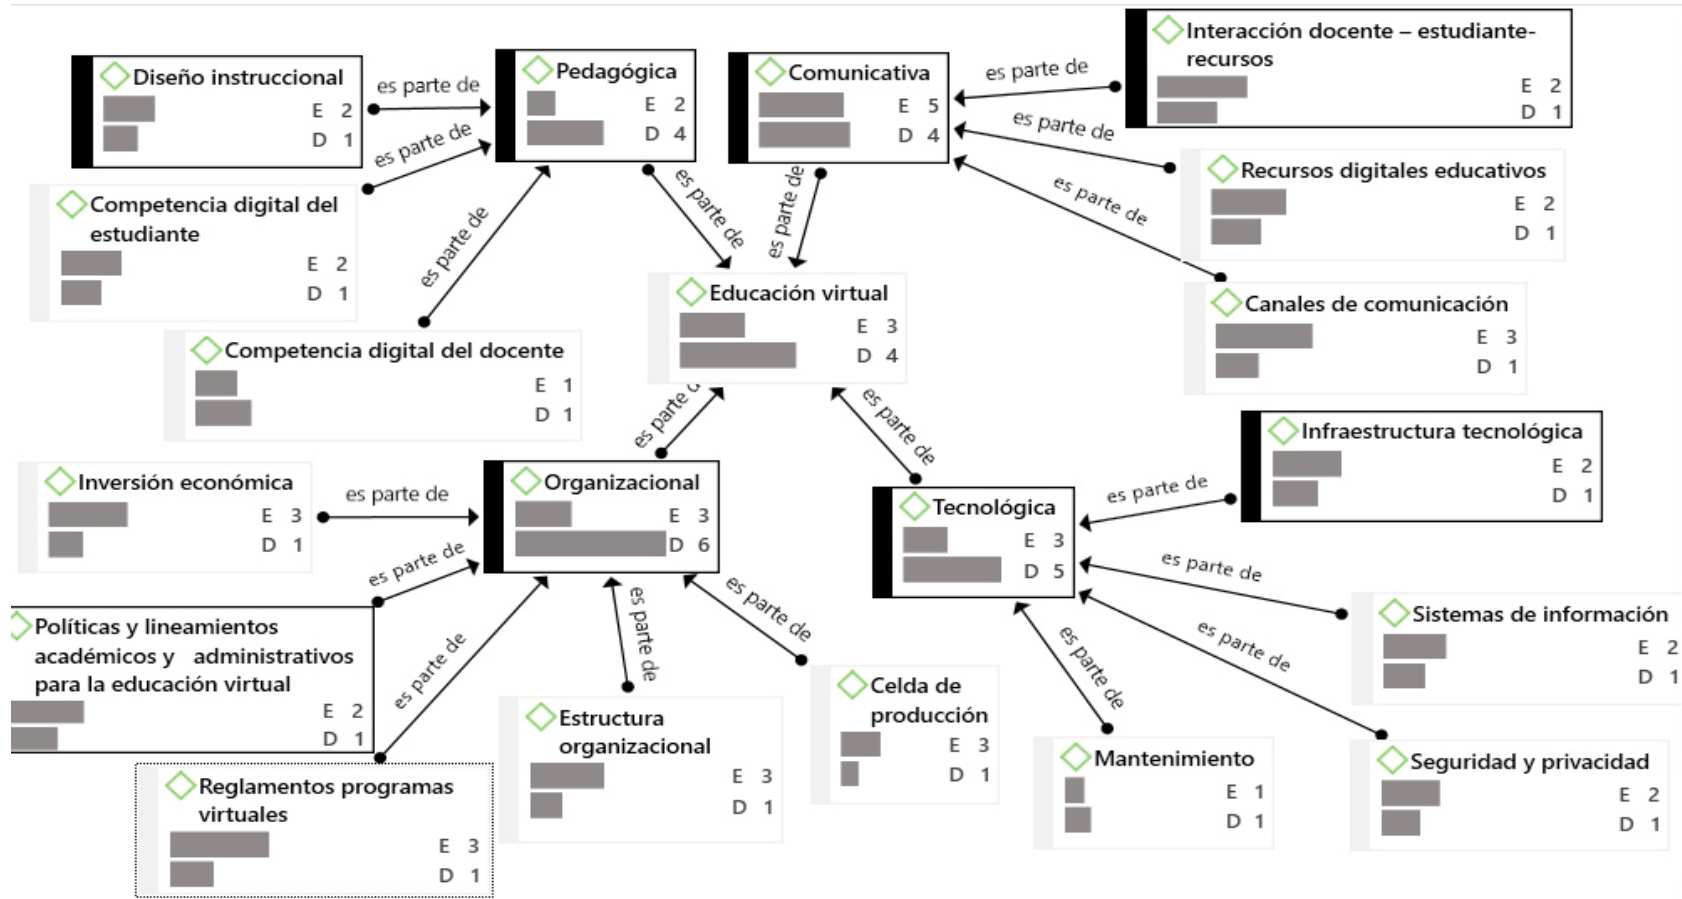 Diseño instruccional
E 2
D 1
es parte de
Pedagógica
E 2
D 4
Comunicativa
E 5
D 4
es parte de
Interacción docente – estudiante-
recursos
E 2
D 1
es parte de
es parte de
Recursos digitales educativos
E 2
D 1
Competencia digital del
estudiante
E 2
D 1
es parte de
es parte de
es parte de
es parte de
Canales de comunicación
E 3
D 1
Competencia digital del docente
E 1
D 1
Educación virtual
E 3
D 4
es parte d
es parte de
Inversión económica
E 3
D 1
es parte de
Organizacional
E 3
D 6
Tecnológica
E 3
D 5
es parte de
Infraestructura tecnológica
E 2
D 1
es parte de
Políticas y lineamientos
académicos y administrativos
para la educación virtual
E 2
D 1
es parte de
es parte de
es parte de
es parte de
es parte de
es parte de
Sistemas de información
E 2
D 1
Reglamentos programas
virtuales
E 3
D 1
Estructura
organizacional
E 3
D 1
Celda de
producción
E 3
D 1
Mantenimiento
E 1
D 1
Seguridad y privacidad
E 2
D 1